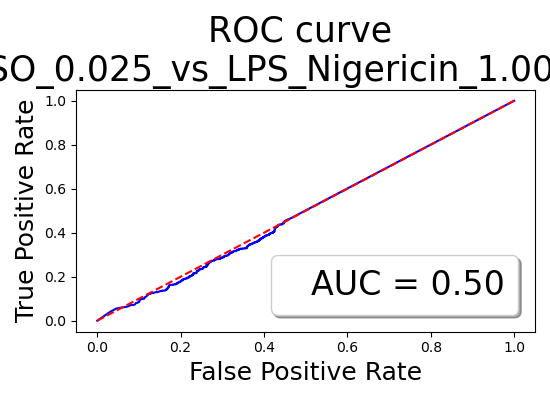 ROC curve
SO_0.025_vs_LPS_Nigericin_1.00
True Positive Rate
1.0
0.8
0.6
0.4
0.2
0.0
AUC = 0.50
0.0 0.2 0.4 0.6 0.8 1.0
False Positive Rate